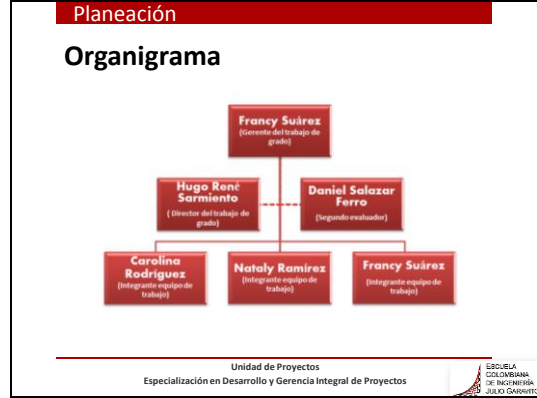 Planeación
Organigrama
Francy Suárez
(Gerente del trabajo de
grado)
Hugo René
Sarmiento
( Director del trabajo de
grado)
Daniel Salazar
Ferro
(Segundo evaluador)
Carolina
Rodríguez
(Integrante equipo de
trabajo)
Nataly Ramírez
(Integrante equipo de
trabajo)
Francy Suárez
(Integrante equipo de
trabajo)
Unidad de Proyectos
Especialización en Desarrollo y Gerencia Integral de Proyectos
ESCUELA
COLOMBIANA
DE INGENIERÍA
JULIO GARAVITO